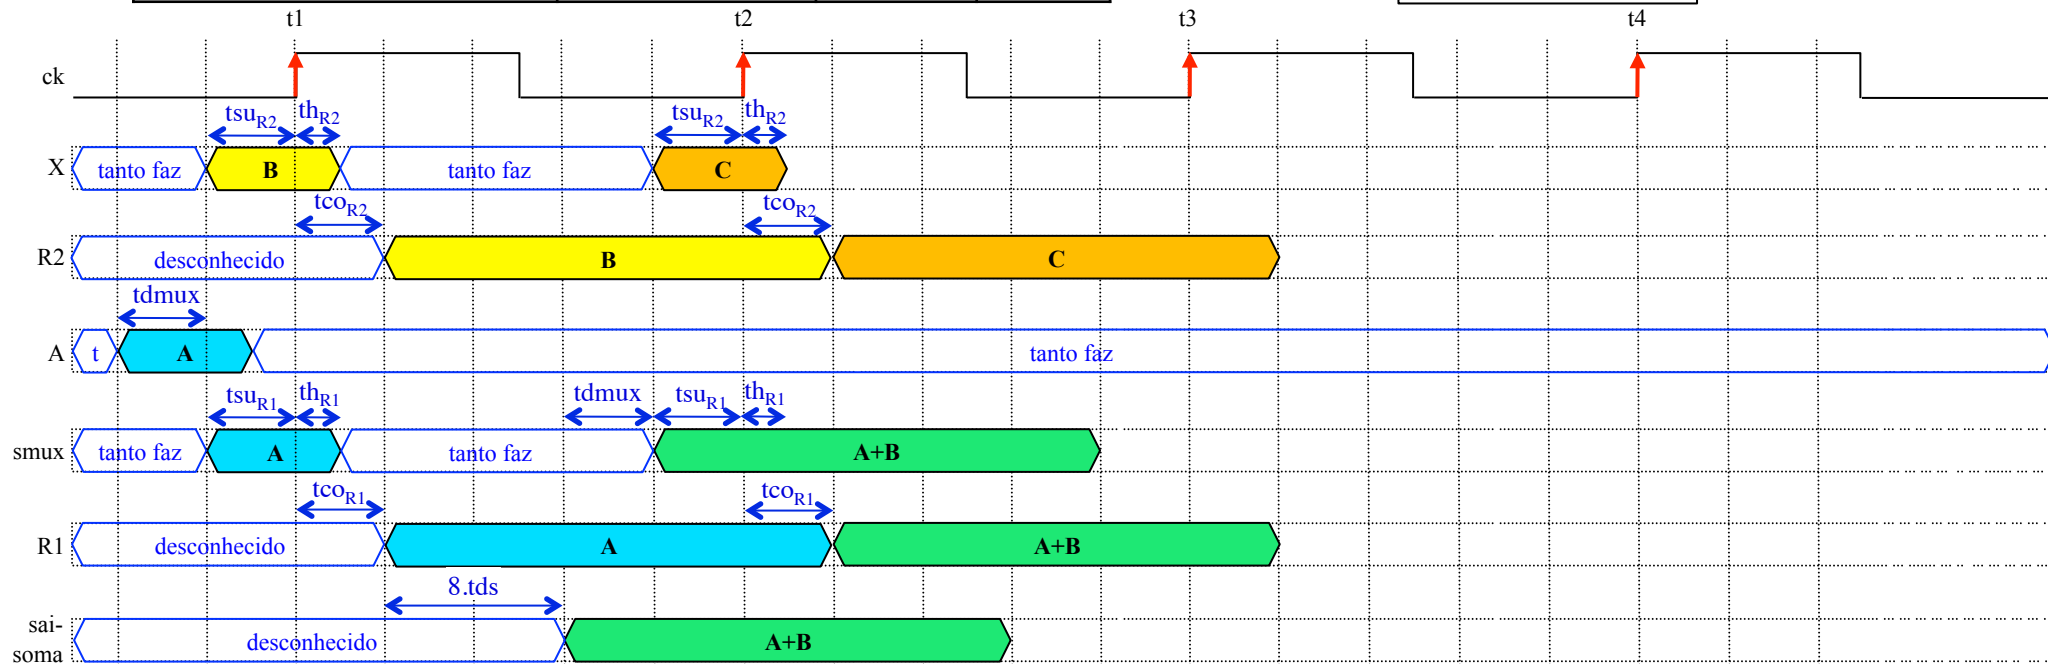 t1 t2 t3 t4
ck
tsuR2 thR2 tsuR2 thR2
X tanto faz B tanto faz C
tcoR2 tcoR2
R2 desconhecido B C
tdmux
A t A tanto faz
tsuR1 thR1 tdmux tsuR1 thR1
smux tanto faz A tanto faz A+B
tcoR1 tcoR1
R1 desconhecido A A+B
8.tds
sai-
soma desconhecido A+B